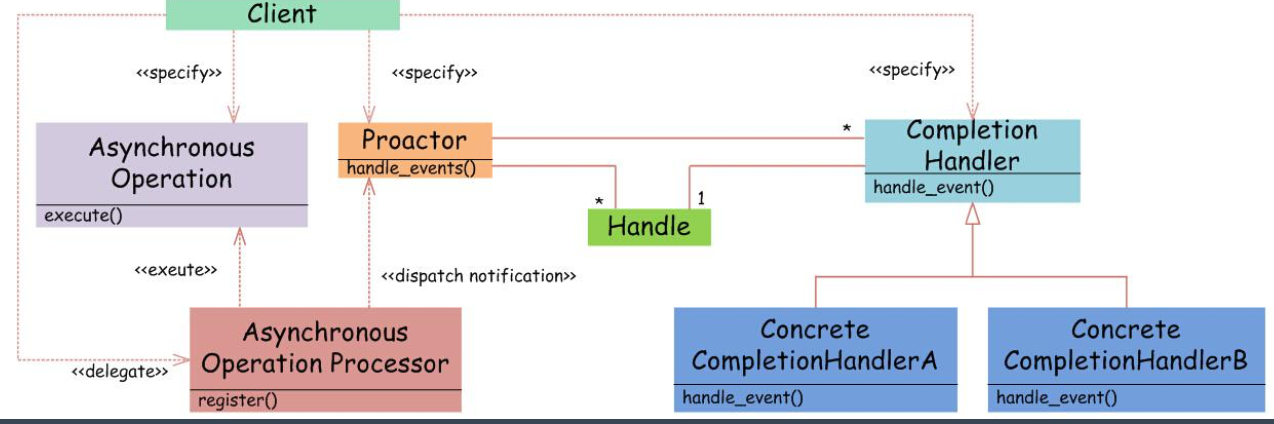 Client
<<specify>>
<<specify>>
<<specify>>
Asynchronous
Operation
execute()
Proactor
handle_events()
*
Completion
Handler
handle_event()
*
1
Handle
<<exeute>>
<<dispatch notification>>
<<delegate>>
Asynchronous
Operation Processor
register()
Concrete
CompletionHandlerA
handle_event()
Concrete
CompletionHandlerB
handle_event()